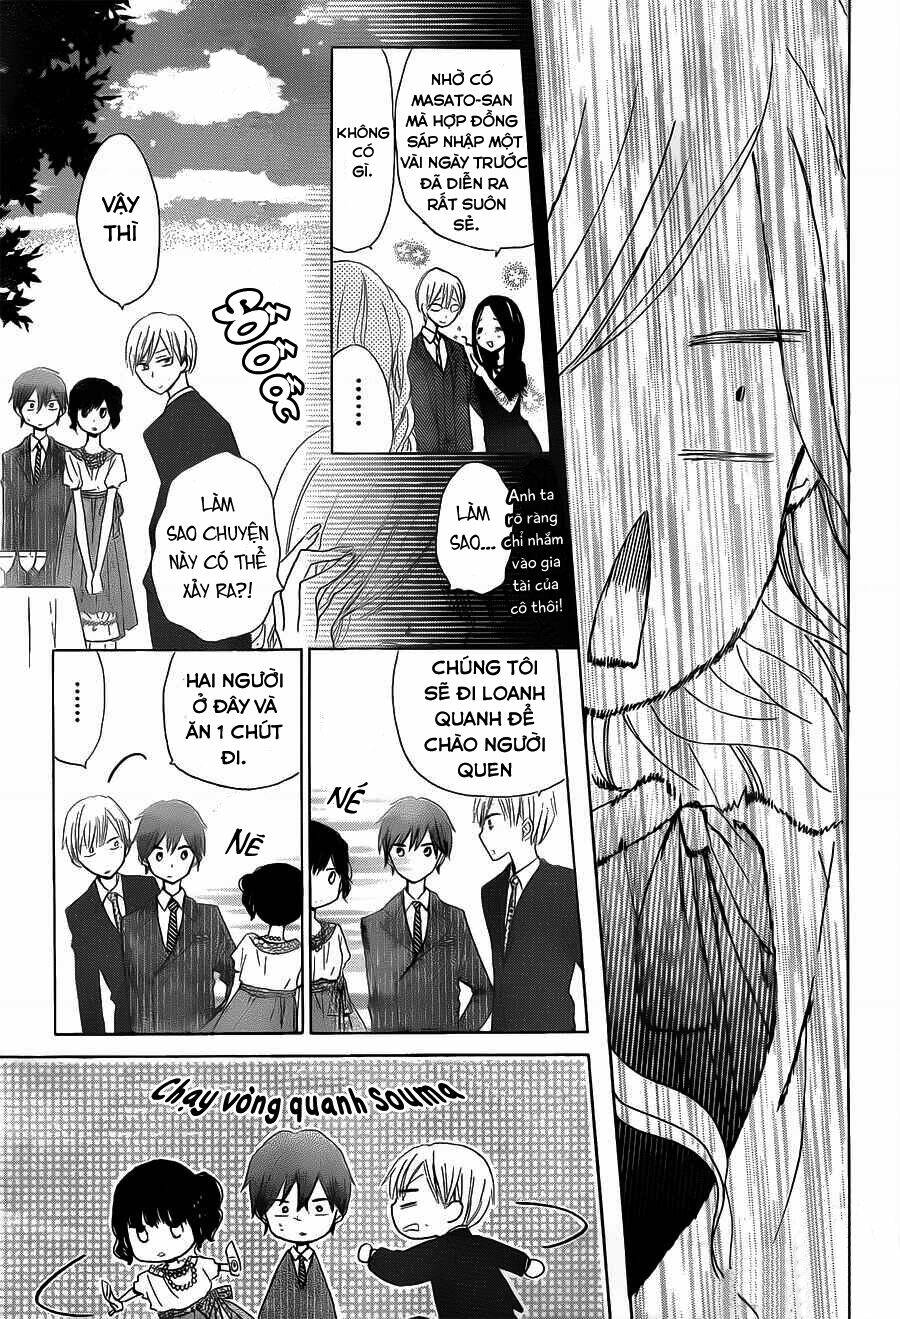 NHỜ CÓ
MASATO-SAN
MÀ HỢP ĐỒNG
SÁP NHẬP MỘT
VÀI NGÀY TRƯỚC
ĐÃ DIỄN RA
RẤT SUÔN
SẺ.
KHÔNG
CÓ
GÌ.
......
Anh ta
rõ ràng
chỉ nhắm
vào gia
tài của
cô thôi!
LÀM
SAO...
LÀM
SAO CHUYỆN
NÀY CÓ THỂ
XẢY RA?!
SỐC
VẬY
THÌ
CHÚNG TÔI
SẼ ĐI LOANH
QUANH ĐỂ
CHÀO NGƯỜI
QUEN
NÉ
HAI NGƯỜI
Ở ĐÂY VÀ
ĂN 1 CHÚT
ĐI.
......
NÈ
Chạy vòng quanh Souma